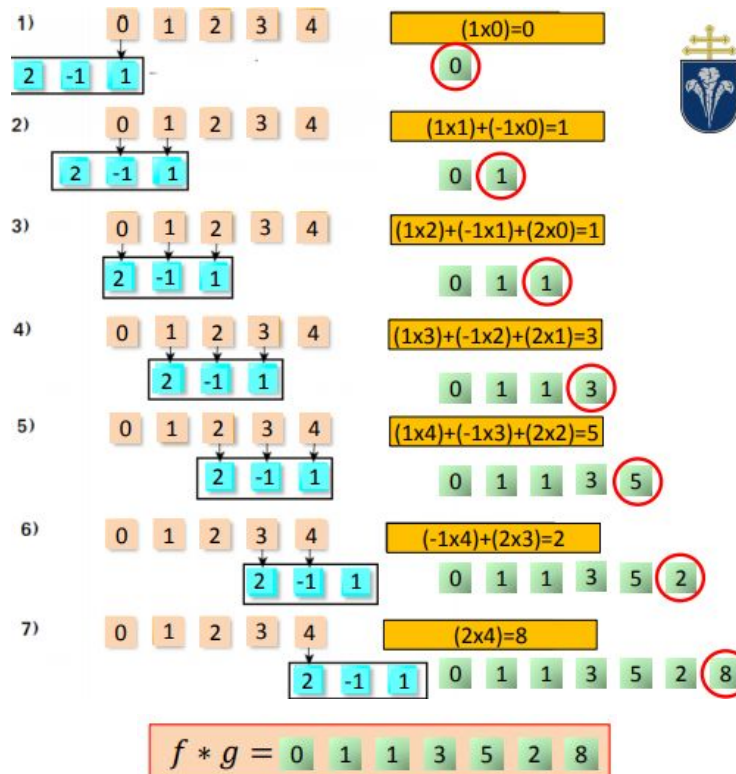 1) 0 1 2 3 4 (1x0)=0
2 -1 1 0
2) 0 1 2 3 4 (1x1)+(-1x0)=1
2 -1 1 0 1
3) 0 1 2 3 4 (1x2)+(-1x1)+(2x0)=1
2 -1 1 0 1 1
4) 0 1 2 3 4 (1x3)+(-1x2)+(2x1)=3
2 -1 1 0 1 1 3
5) 0 1 2 3 4 (1x4)+(-1x3)+(2x2)=5
2 -1 1 0 1 1 3 5
6) 0 1 2 3 4 (-1x4)+(2x3)=2
2 -1 1 0 1 1 3 5 2
7) 0 1 2 3 4 (2x4)=8
2 -1 1 0 1 1 3 5 2 8
f * g = 0 1 1 3 5 2 8